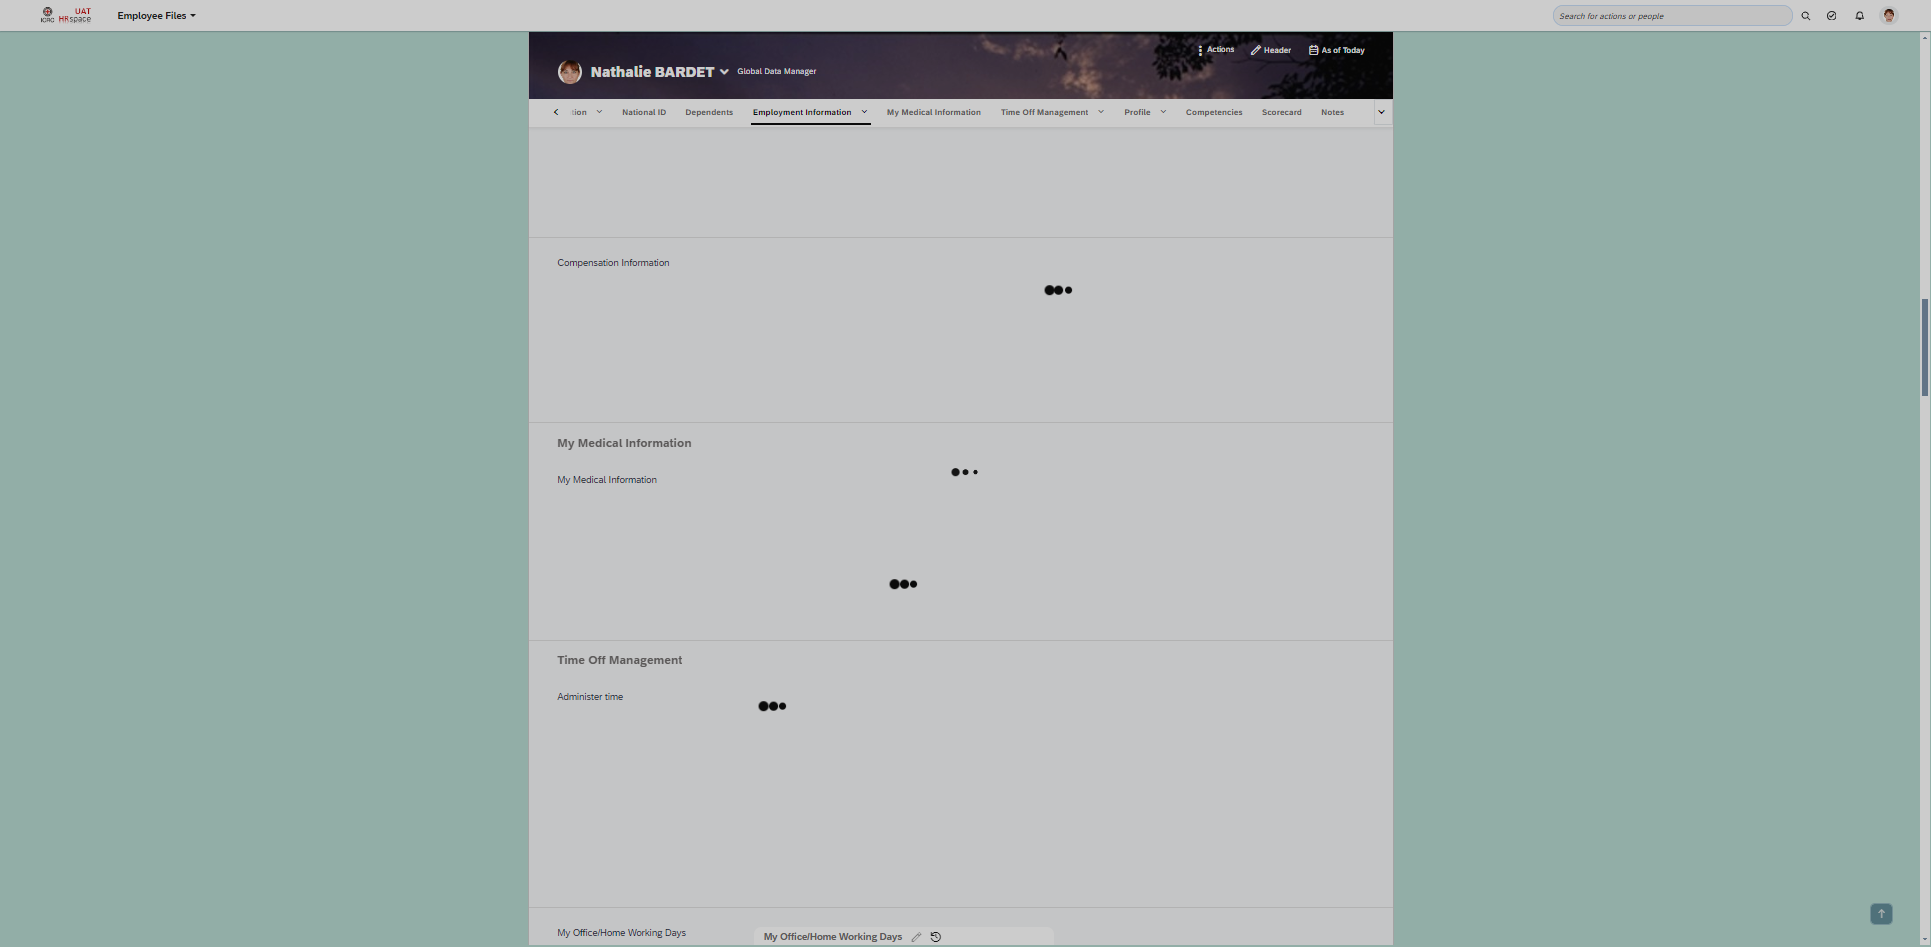 ICRC
UAT
HRspace
Employee Files
Search for actions or people
Actions
Header
As of Today
Nathalie BARDET
Global Data Manager
tion
National ID
Dependents
Employment Information
My Medical Information
Time Off Management
Profile
Competencies
Scorecard
Notes
Compensation Information
My Medical Information
My Medical Information
Time Off Management
Administer time
My Office/Home Working Days
My Office/Home Working Days